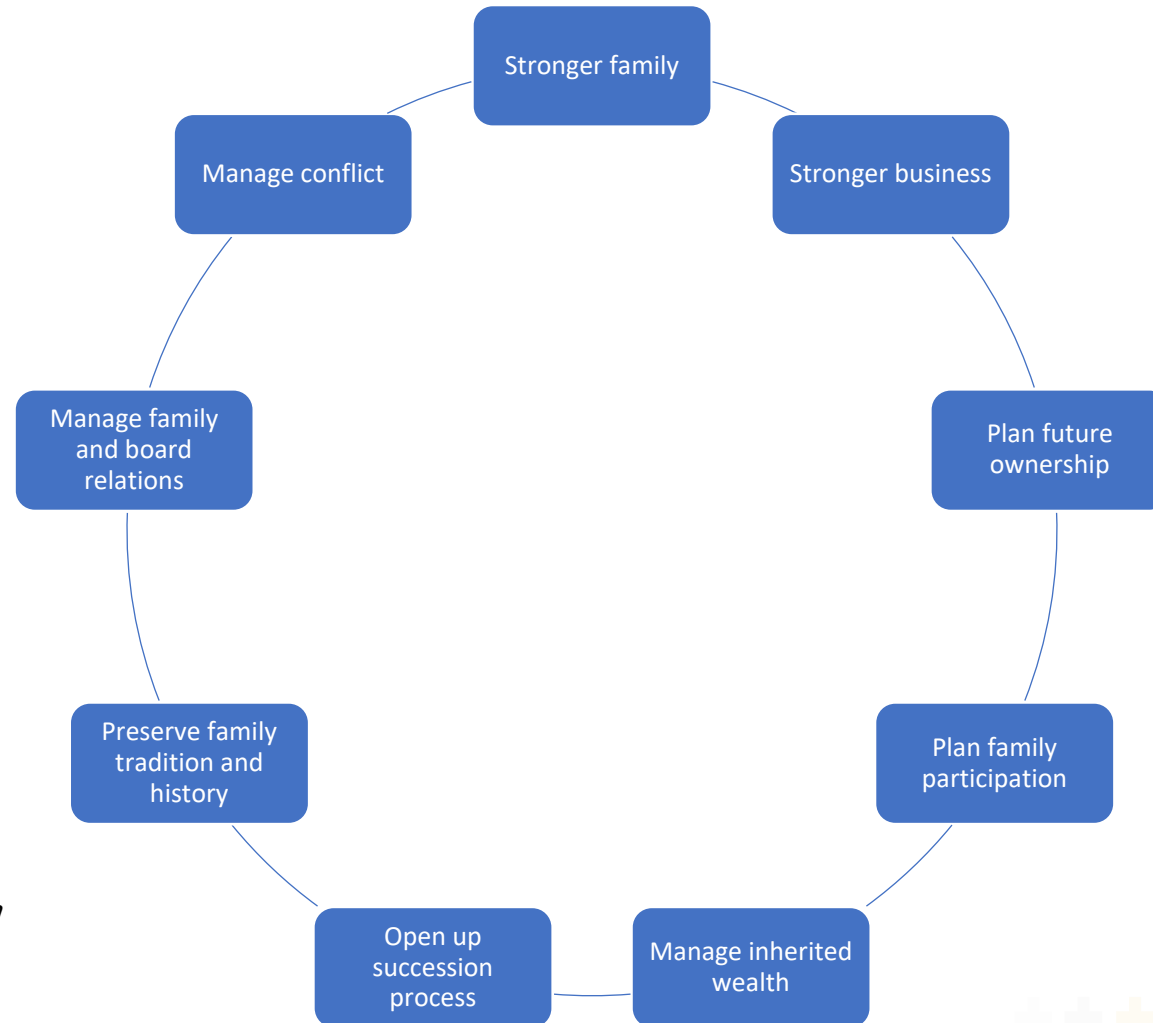 Stronger family
Stronger business
Plan future
ownership
Plan family
participation
Manage inherited
wealth
Open up
succession
process
Preserve family
tradition and
history
Manage family
and board
relations
Manage conflict